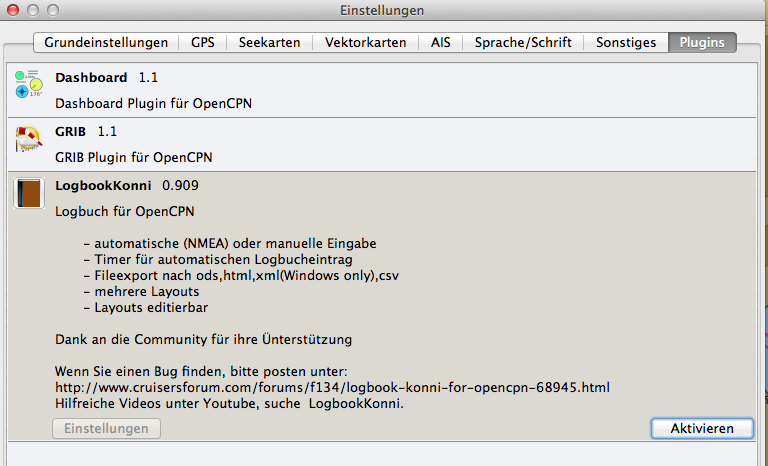 Einstellungen
Grundeinstellungen GPS Seekarten Vektorkarten AIS Sprache/Schrift Sonstiges Plugins
Dashboard 1.1
Dashboard Plugin für OpenCPN
GRIB 1.1
GRIB Plugin für OpenCPN
LogbookKonni 0.909
Logbuch für OpenCPN
- automatische (NMEA) oder manuelle Eingabe
- Timer für automatischen Logbucheintrag
- Fileexport nach ods,html,xml(Windows only),csv
- mehrere Layouts
- Layouts editierbar
Dank an die Community für ihre Ünterstützung
Wenn Sie einen Bug finden, bitte posten unter:
http://www.cruisersforum.com/forums/f134/logbook-konni-for-opencpn-68945.html
Hilfreiche Videos unter Youtube, suche LogbookKonni.
Einstellungen Aktivieren